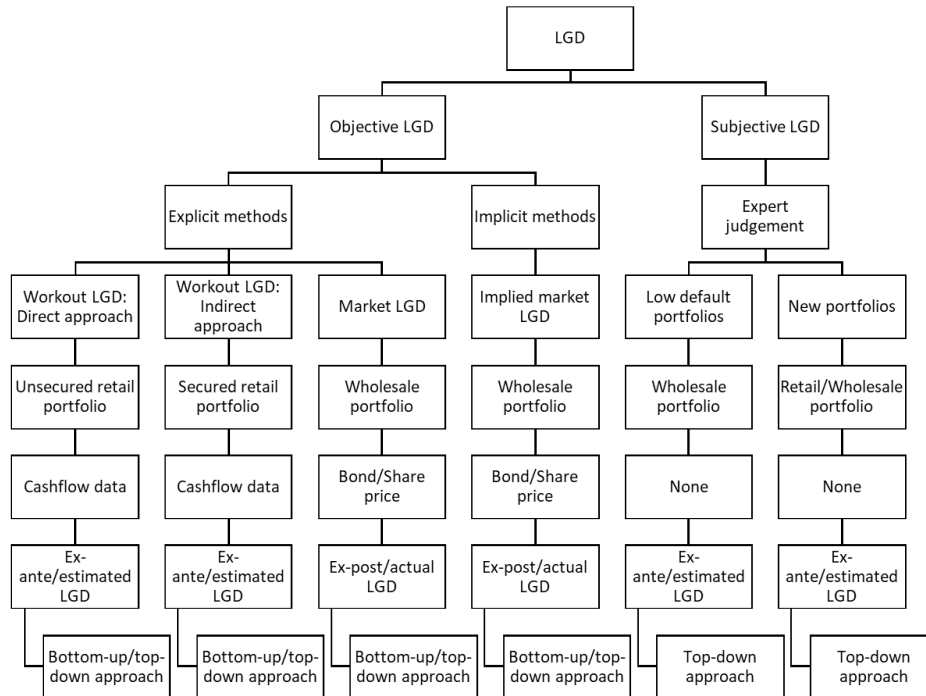 LGD
Objective LGD
Subjective LGD
Explicit methods
Implicit methods
Expert
judgement
Workout LGD:
Direct approach
Workout LGD:
Indirect
approach
Market LGD
Implied market
LGD
Low default
portfolios
New portfolios
Unsecured retail
portfolio
Secured retail
portfolio
Wholesale
portfolio
Wholesale
portfolio
Wholesale
portfolio
Retail/Wholesale
portfolio
Cashflow data
Cashflow data
Bond/Share
price
Bond/Share
price
None
None
Ex-
ante/estimated
LGD
Ex-
ante/estimated
LGD
Ex-post/actual
LGD
Ex-post/actual
LGD
Ex-
ante/estimated
LGD
Ex-
ante/estimated
LGD
Bottom-up/top-
down approach
Bottom-up/top-
down approach
Bottom-up/top-
down approach
Bottom-up/top-
down approach
Top-down
approach
Top-down
approach